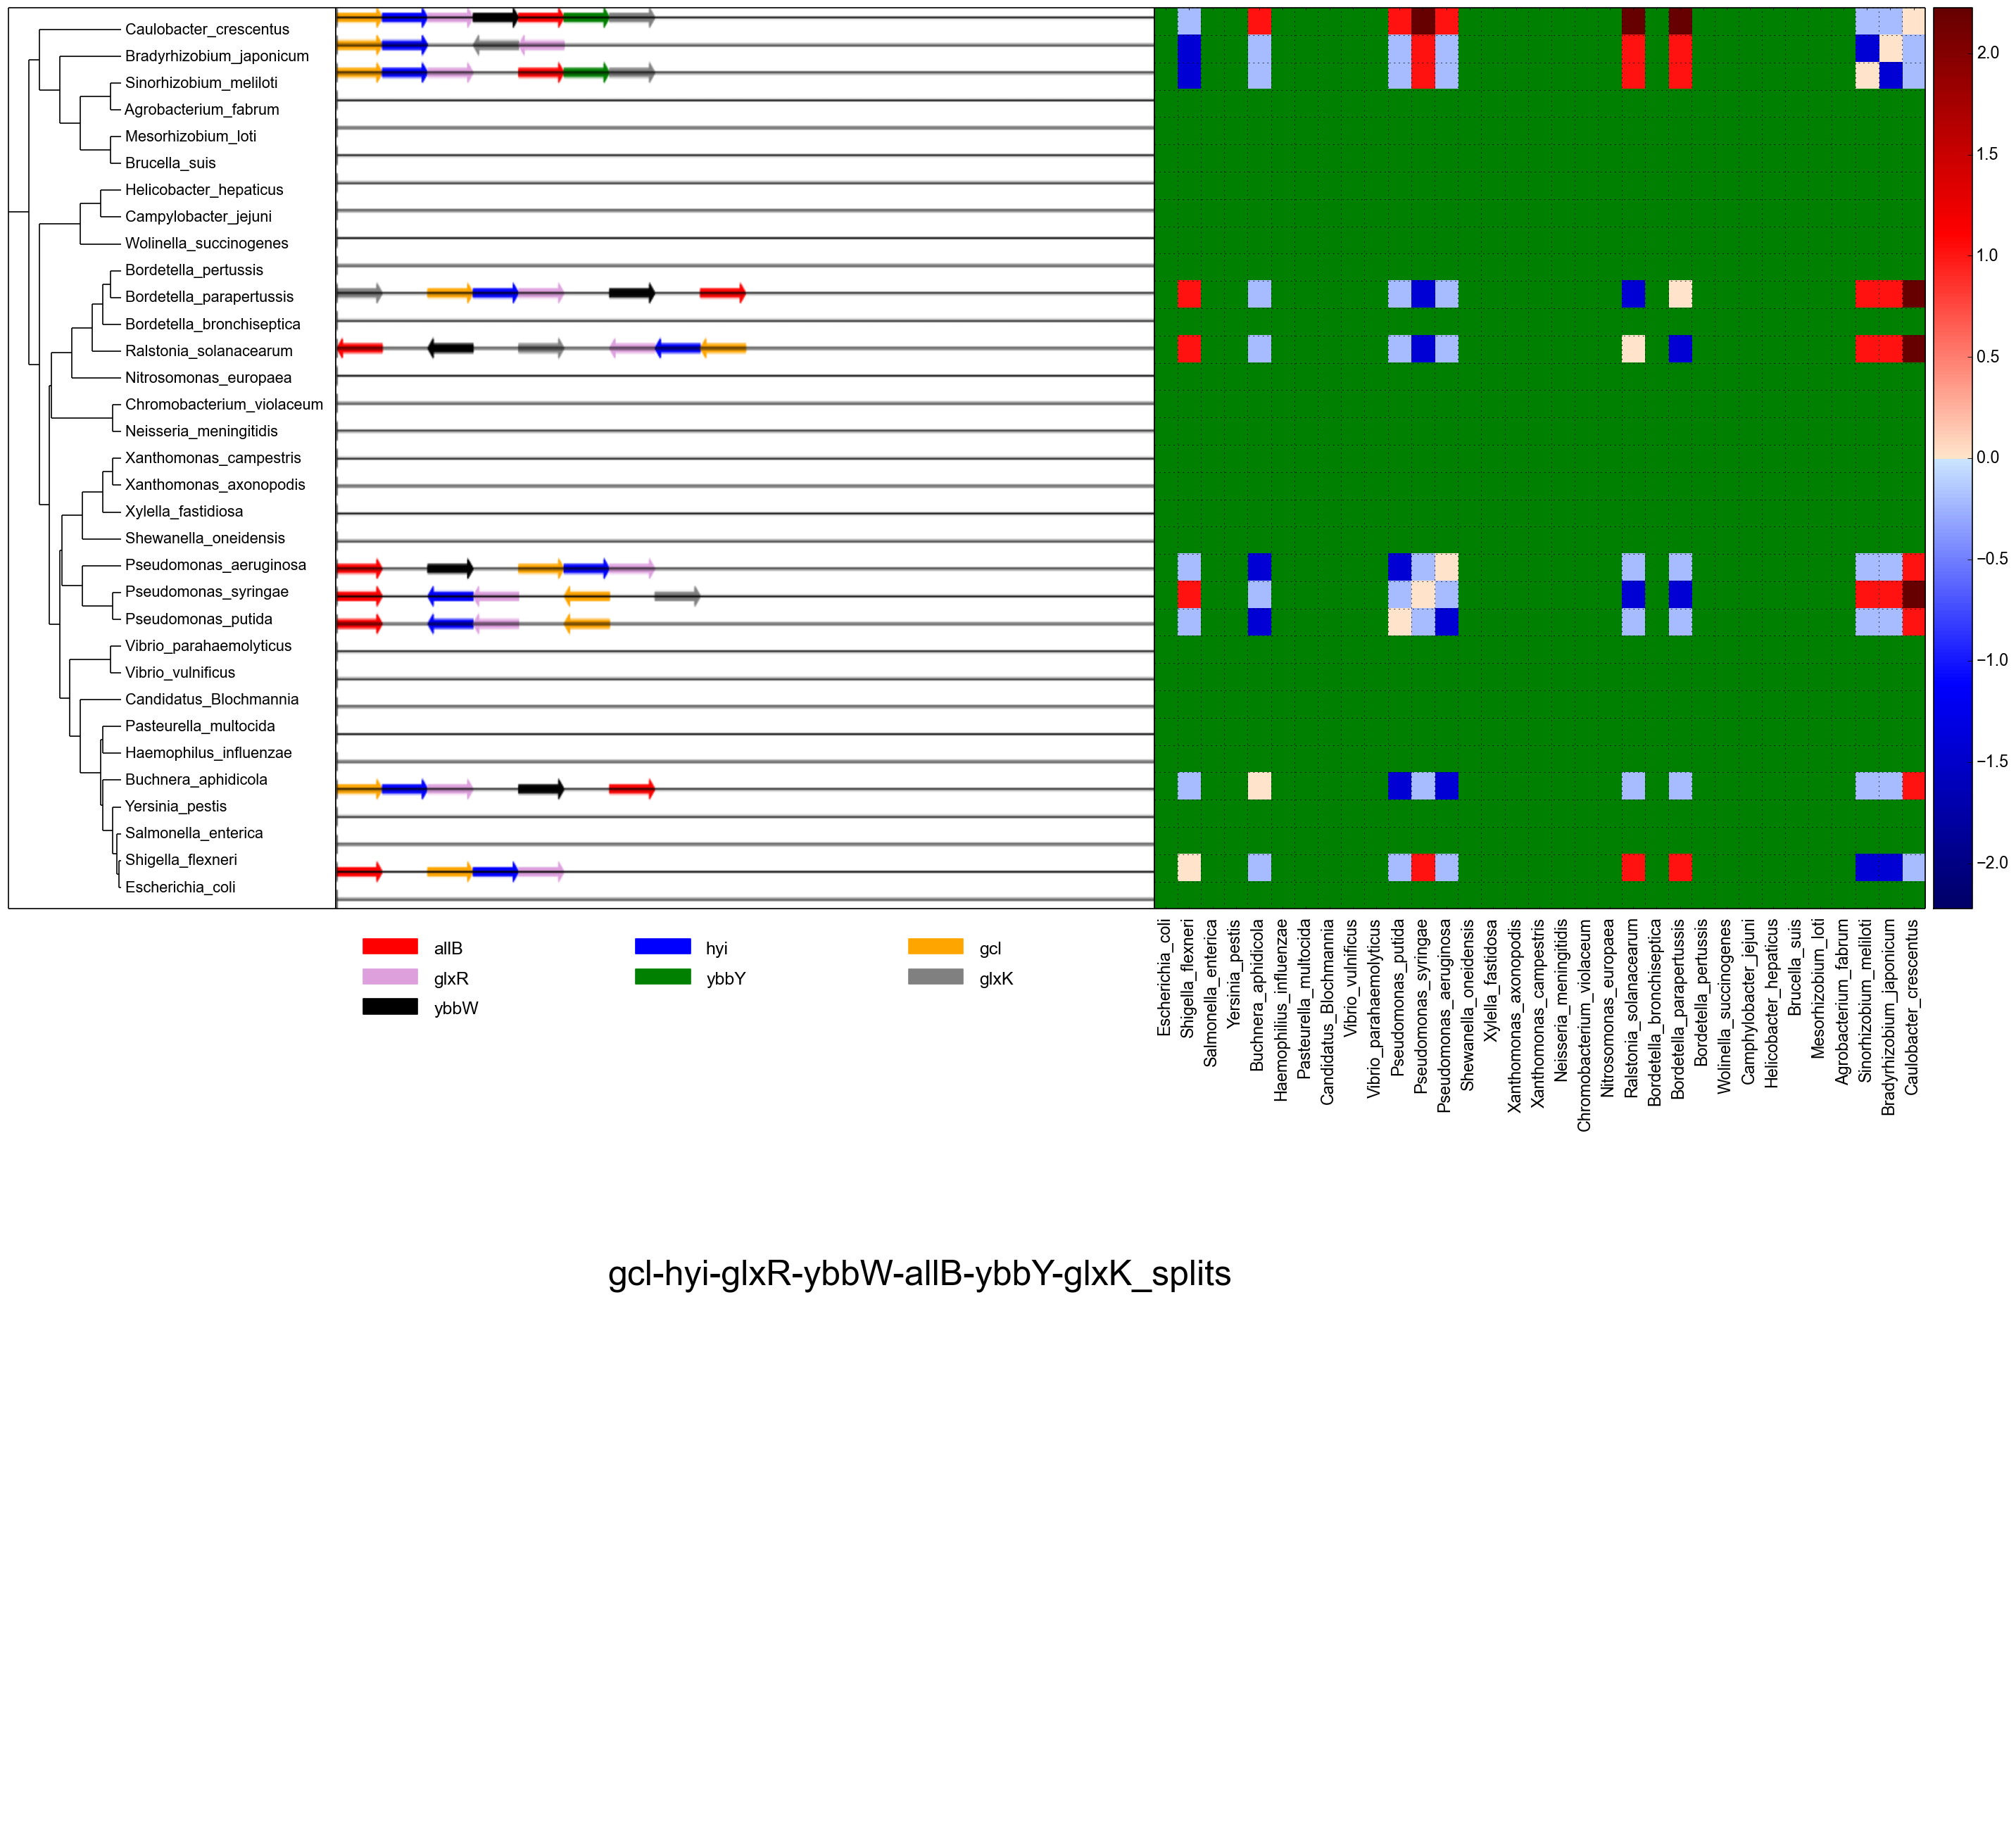 Caulobacter_crescentus
Bradyrhizobium_japonicum
Sinorhizobium_meliloti
Agrobacterium_fabrum
Mesorhizobium_loti
Brucella_suis
Helicobacter_hepaticus
Campylobacter_jejuni
Wolinella_succinogenes
Bordetella_pertussis
Bordetella_parapertussis
Bordetella_bronchiseptica
Ralstonia_solanacearum
Nitrosomonas_europaea
Chromobacterium_violaceum
Neisseria_meningitidis
Xanthomonas_campestris
Xanthomonas_axonopodis
Xylella_fastidiosa
Shewanella_oneidensis
Pseudomonas_aeruginosa
Pseudomonas_syringae
Pseudomonas_putida
Vibrio_parahaemolyticus
Vibrio_vulnificus
Candidatus_Blochmannia
Pasteurella_multocida
Haemophilus_influenzae
Buchnera_aphidicola
Yersinia_pestis
Salmonella_enterica
Shigella_flexneri
Escherichia_coli
2.0
1.5
1.0
0.5
0.0
−0.5
−1.0
−1.5
−2.0
Escherichia_coli
Shigella_flexneri
Salmonella_enterica
Yersinia_pestis
Buchnera_aphidicola
Haemophilius_influenzae
Pasteurella_multocida
Candidatus_Blochmannia
Vibrio_vulnificus
Vibrio_parahaemolyticus
Pseudomonas_putida
Pseudomonas_syringae
Pseudomonas_aeruginosa
Shewanella_oneidensis
Xylella_fastidiosa
Xanthomonas_axonopodis
Xanthomonas_campestris
Neisseria_meningitidis
Chromobacterium_violaceum
Nitrosomonas_europaea
Ralstonia_solanacearum
Bordetella_bronchiseptica
Bordetella_parapertussis
Bordetella_pertussis
Wolinella_succinogenes
Camphylobacter_jejuni
Helicobacter_hepaticus
Brucella_suis
Mesorhizobium_loti
Agrobacterium_fabrum
Sinorhizobium_meliloti
Bradyrhizobium_japonicum
Caulobacter_crescentus
allB hyi gcl
glxR ybbY glxK
ybbW
gcl-hyi-glxR-ybbW-allB-ybbY-glxK_splits